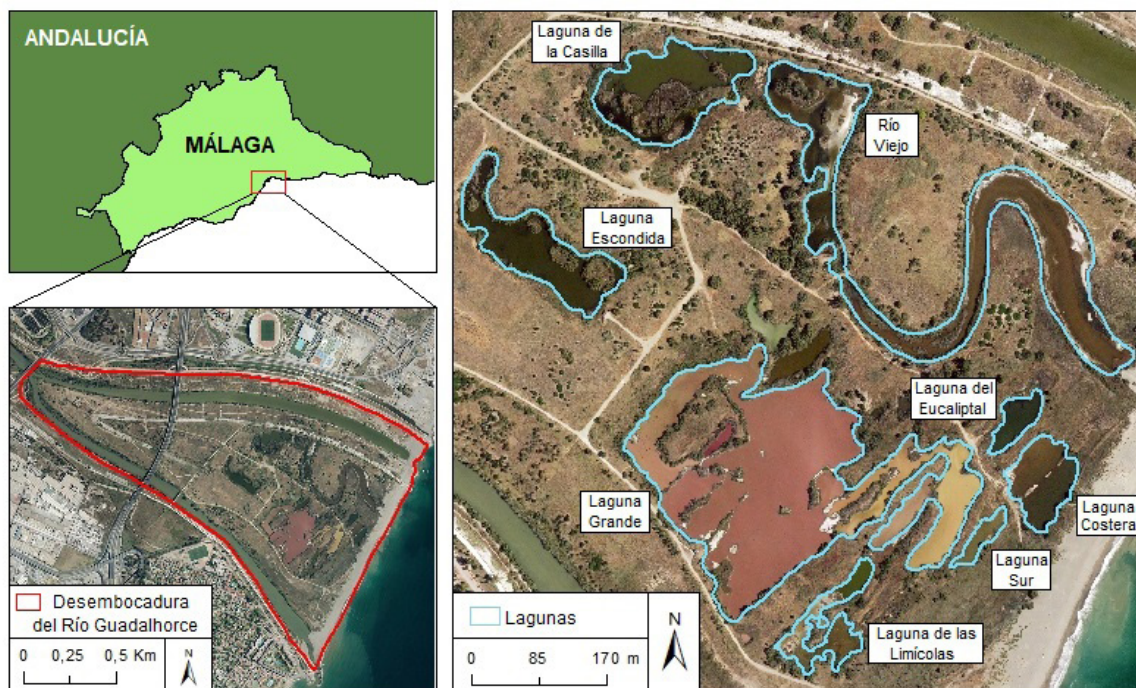 ANDALUCÍA
MÁLAGA
Desembocadura
del Río Guadalhorce
0 0,25 0,5 Km
N
Laguna de
la Casilla
Río
Viejo
Laguna
Escondida
Laguna del
Eucaliptal
Laguna
Grande
Laguna
Costera
Laguna
Sur
Laguna de las
Limícolas
Lagunas
N
0 85 170 m